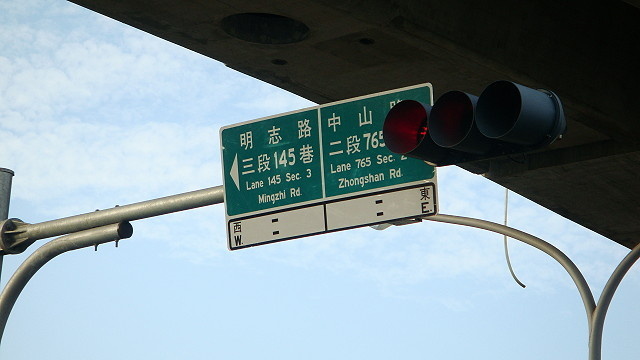 明志路
三段145巷
Lane 145 Sec. 3
Mingzhi Rd.
中山
二段765
Lane 765 Sec.
Zhongshan Rd.
西
W.
東
E.